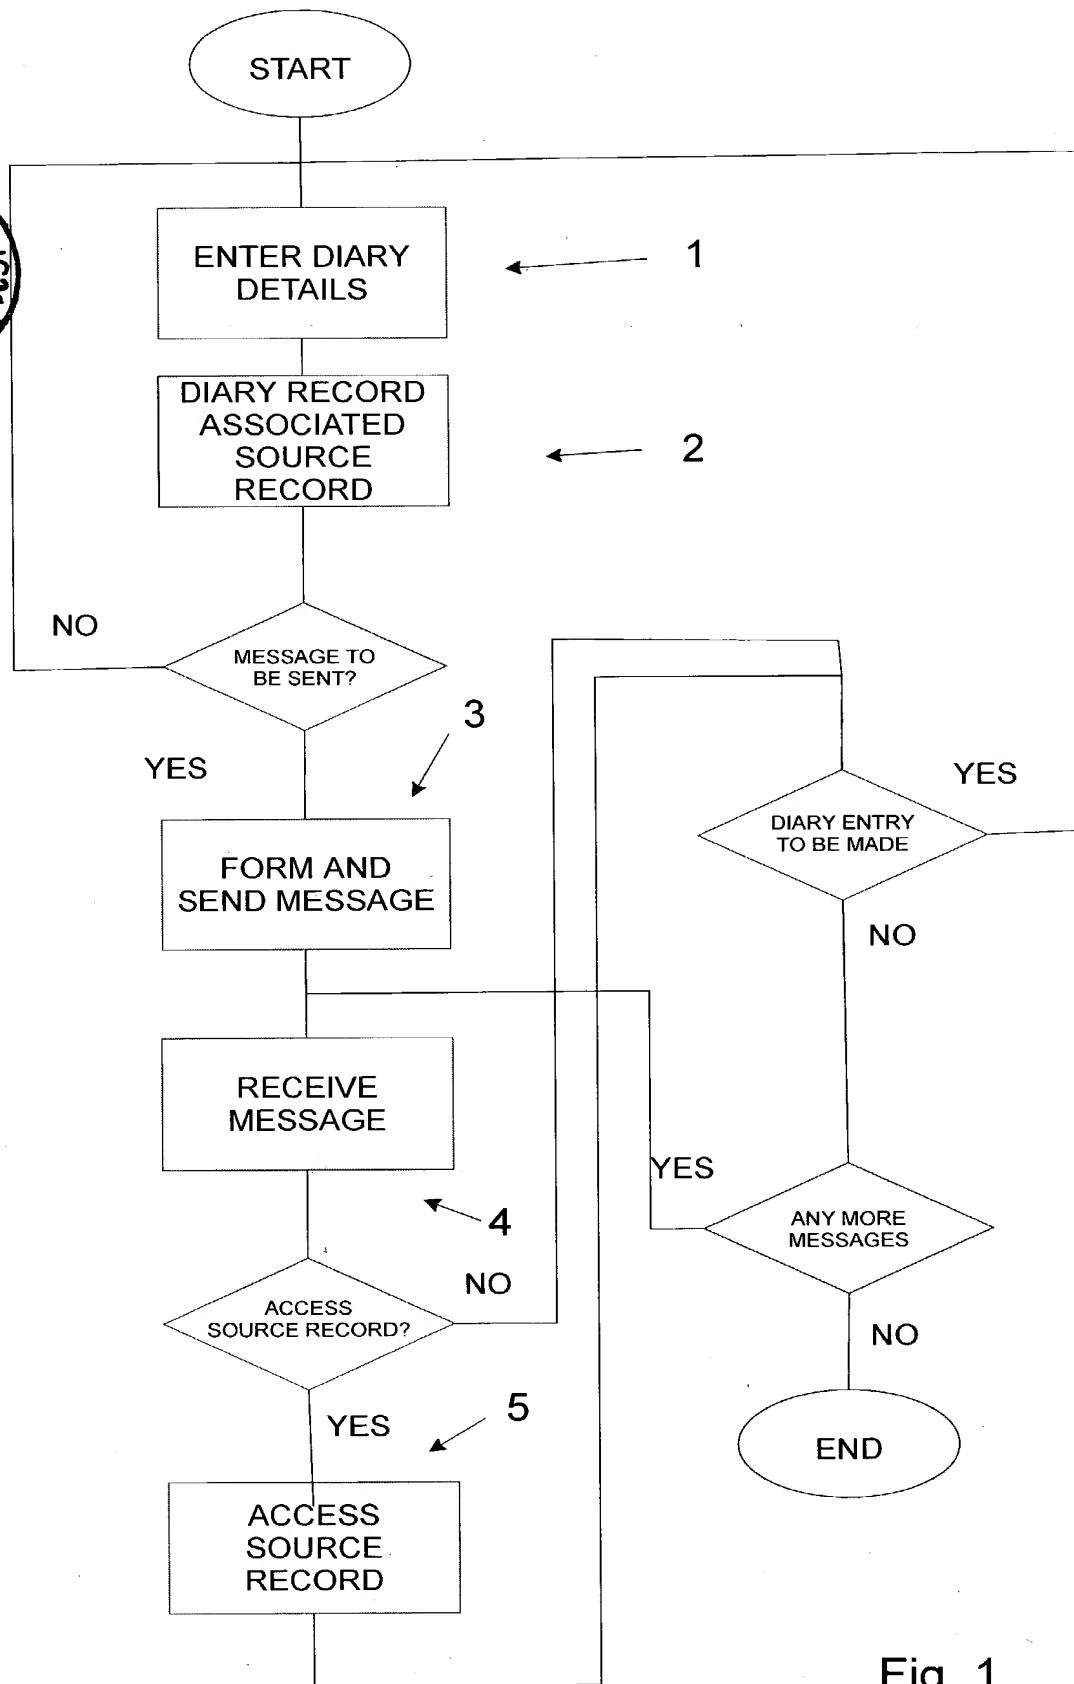 START
ENTER DIARY
DETAILS
1
DIARY RECORD
ASSOCIATED
SOURCE
RECORD
2
NO
MESSAGE TO
BE SENT?
3
YES
FORM AND
SEND MESSAGE
RECEIVE
MESSAGE
4
ACCESS
SOURCE RECORD?
NO
YES
5
ACCESS
SOURCE
RECORD
DIARY ENTRY
TO BE MADE
YES
NO
ANY MORE
MESSAGES
YES
NO
END
Fig. 1